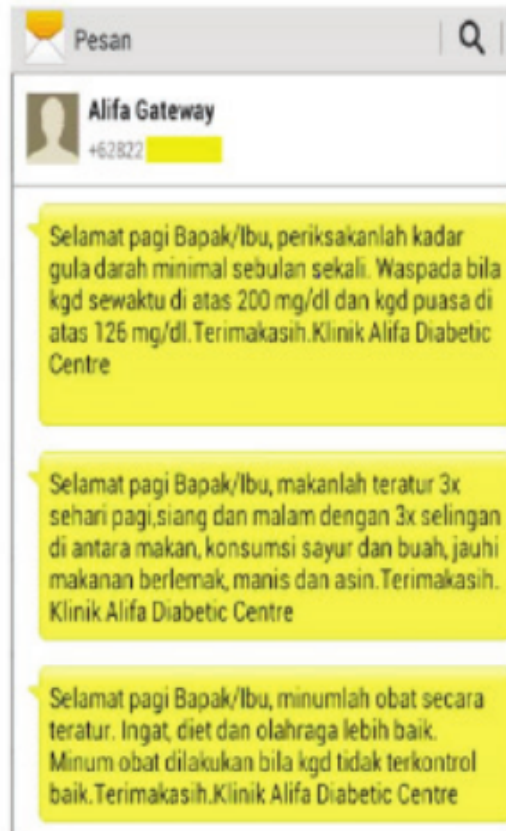 Pesan
Alifa Gateway
+62822
Selamat pagi Bapak/Ibu, periksakanlah kadar
gula darah minimal sebulan sekali. Waspada bila
kgd sewaktu di atas 200 mg/dl dan kgd puasa di
atas 126 mg/dl.Terimakasih.Klinik Alifa Diabetic
Centre
Selamat pagi Bapak/Ibu, makanlah teratur 3x
sehari pagi,siang dan malam dengan 3x selingan
di antara makan, konsumsi sayur dan buah, jauhi
makanan berlemak, manis dan asin.Terimakasih.
Klinik Alifa Diabetic Centre
Selamat pagi Bapak/Ibu, minumlah obat secara
teratur. Ingat, diet dan olahraga lebih baik.
Minum obat dilakukan bila kgd tidak terkontrol
baik.Terimakasih.Klinik Alifa Diabetic Centre